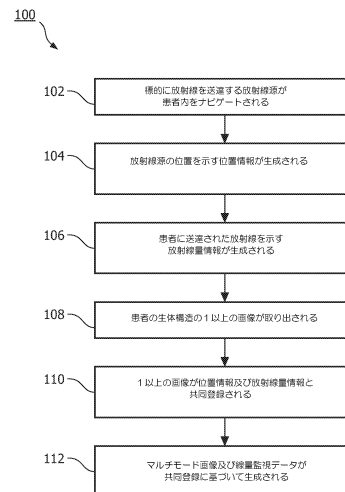 100
102
標的に放射線を送達する放射線源が
患者内をナビゲートされる
104
放射線源の位置を示す位置情報が生成される
106
患者に送達された放射線を示す
放射線量情報が生成される
108
患者の生体構造の1以上の画像が取り出される
110
1以上の画像が位置情報及び放射線量情報と
共同登録される
112
マルチモード画像及び線量監視データが
共同登録に基づいて生成される